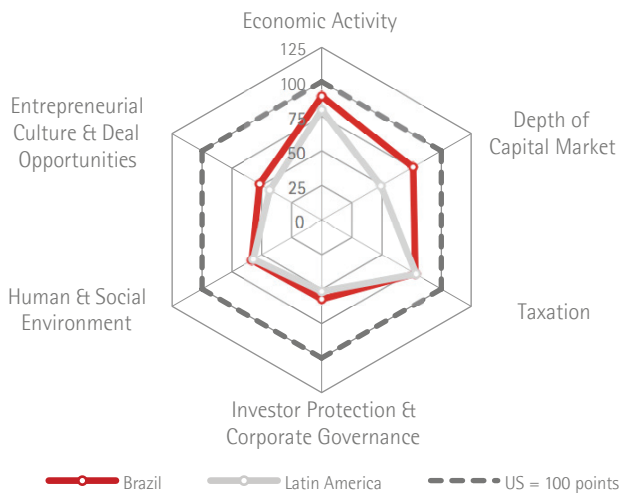 Economic Activity
125
100
75
50
25
0
Entrepreneurial
Culture & Deal
Opportunities
Depth of
Capital Market
Human & Social
Environment
Taxation
Investor Protection &
Corporate Governance
Brazil
Latin America
US = 100 points